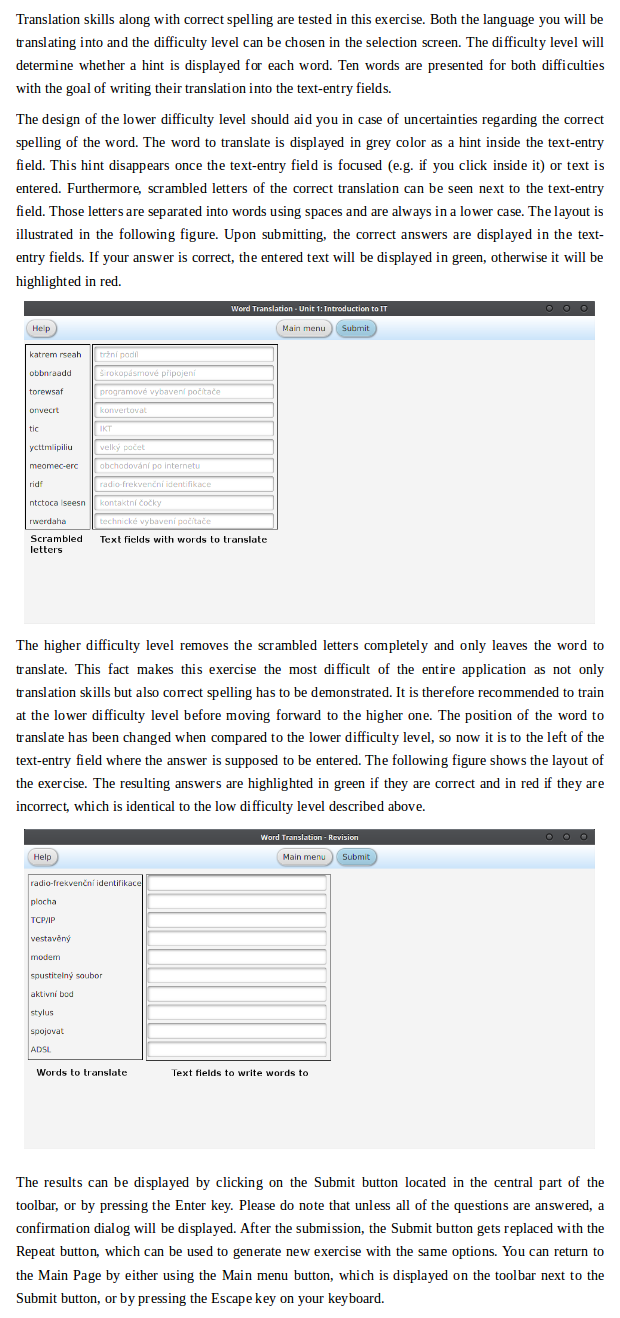 Translation skills along with correct spelling are tested in this exercise. Both the language you will be
translating into and the difficulty level can be chosen in the selection screen. The difficulty level will
determine whether a hint is displayed for each word. Ten words are presented for both difficulties
with the goal of writing their translation into the text-entry fields.
The design of the lower difficulty level should aid you in case of uncertainties regarding the correct
spelling of the word. The word to translate is displayed in grey color as a hint inside the text-entry
field. This hint disappears once the text-entry field is focused (e.g. if you click inside it) or text is
entered. Furthermore, scrambled letters of the correct translation can be seen next to the text-entry
field. Those letters are separated into words using spaces and are always in a lower case. The layout is
illustrated in the following figure. Upon submitting, the correct answers are displayed in the text-
entry fields. If your answer is correct, the entered text will be displayed in green, otherwise it will be
highlighted in red.
Word Translation - Unit 1: Introduction to IT
Help Main menu Submit
katrem rseah tržní podíl
obbnraadd širokopásmové připojení
torewsaf programové vybavení počítače
onvecrt konvertovat
tic IKT
ycttmlipiliu velký počet
meomec-erc obchodování po internetu
ridf radio-frekvenční identifikace
ntctoca lseesn kontaktní čočky
rwerdaha technické vybavení počítače
Scrambled letters Text fields with words to translate
The higher difficulty level removes the scrambled letters completely and only leaves the word to
translate. This fact makes this exercise the most difficult of the entire application as not only
translation skills but also correct spelling has to be demonstrated. It is therefore recommended to train
at the lower difficulty level before moving forward to the higher one. The position of the word to
translate has been changed when compared to the lower difficulty level, so now it is to the left of the
text-entry field where the answer is supposed to be entered. The following figure shows the layout of
the exercise. The resulting answers are highlighted in green if they are correct and in red if they are
incorrect, which is identical to the low difficulty level described above.
Word Translation - Revision
Help Main menu Submit
radio-frekvenční identifikace
plocha
TCP/IP
vestavěný
modem
spustitelný soubor
aktivní bod
stylus
spojovat
ADSL
Words to translate Text fields to write words to
The results can be displayed by clicking on the Submit button located in the central part of the
toolbar, or by pressing the Enter key. Please do note that unless all of the questions are answered, a
confirmation dialog will be displayed. After the submission, the Submit button gets replaced with the
Repeat button, which can be used to generate new exercise with the same options. You can return to
the Main Page by either using the Main menu button, which is displayed on the toolbar next to the
Submit button, or by pressing the Escape key on your keyboard.